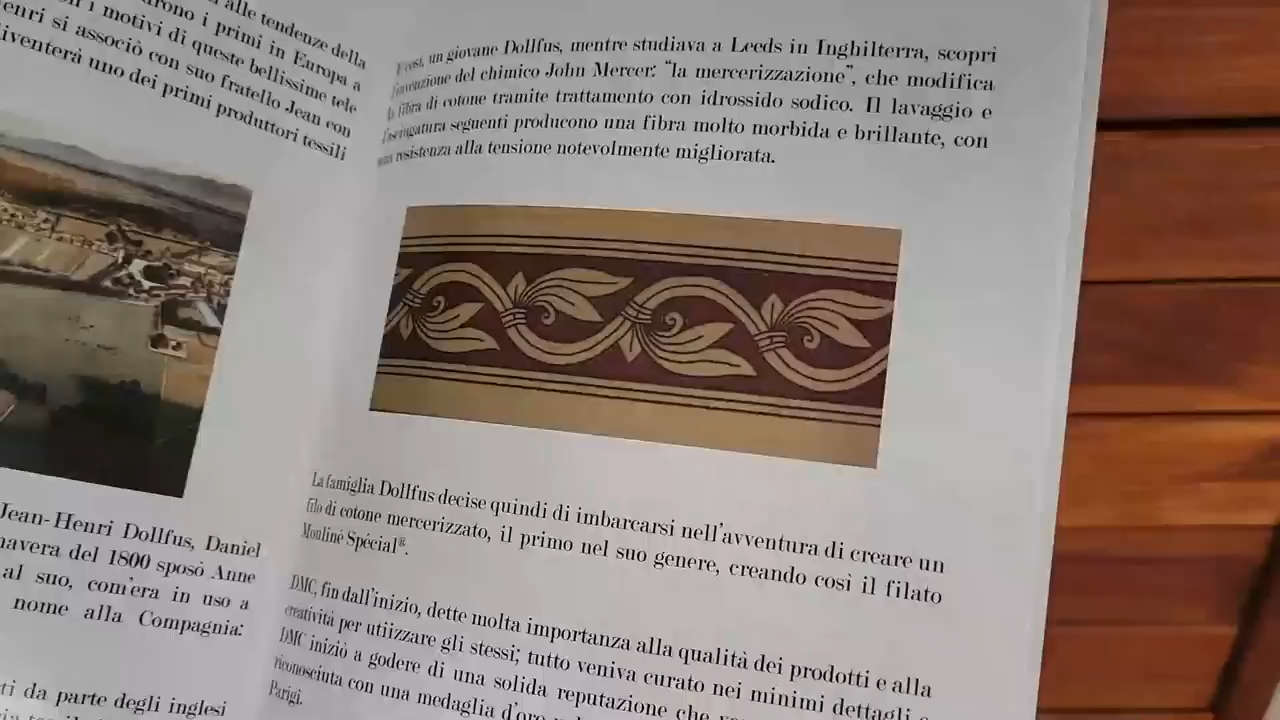 alle tendenze della
rono i primi in Europa a
i motivi di queste bellissime tele
enri si associò con suo fratello Jean con
iventerà uno dei primi produttori tessili
Jean-Henri Dollfus, Daniel
navera del 1800 sposò Anne
al suo, com'era in uso a
nome alla Compagnia:
ti da parte degli inglesi
un giovane Dollfus, mentre studiava a Leeds in Inghilterra, scoprì
l'invenzione del chimico John Mercer: "la mercerizzazione", che modifica
la fibra di cotone tramite trattamento con idrossido sodico. Il lavaggio e
l'asciugatura seguenti producono una fibra molto morbida e brillante, con
una resistenza alla tensione notevolmente migliorata.
La famiglia Dollfus decise quindi di imbarcarsi nell'avventura di creare un
filo di cotone mercerizzato, il primo nel suo genere, creando così il filato
Mouliné Spécial®.
DMC, fin dall'inizio, dette molta importanza alla qualità dei prodotti e alla
creatività per utiizzare gli stessi; tutto veniva curato nei minimi dettagli e
DMC iniziò a godere di una solida reputazione che
riconosciuta con una medaglia d'oro
Parigi.